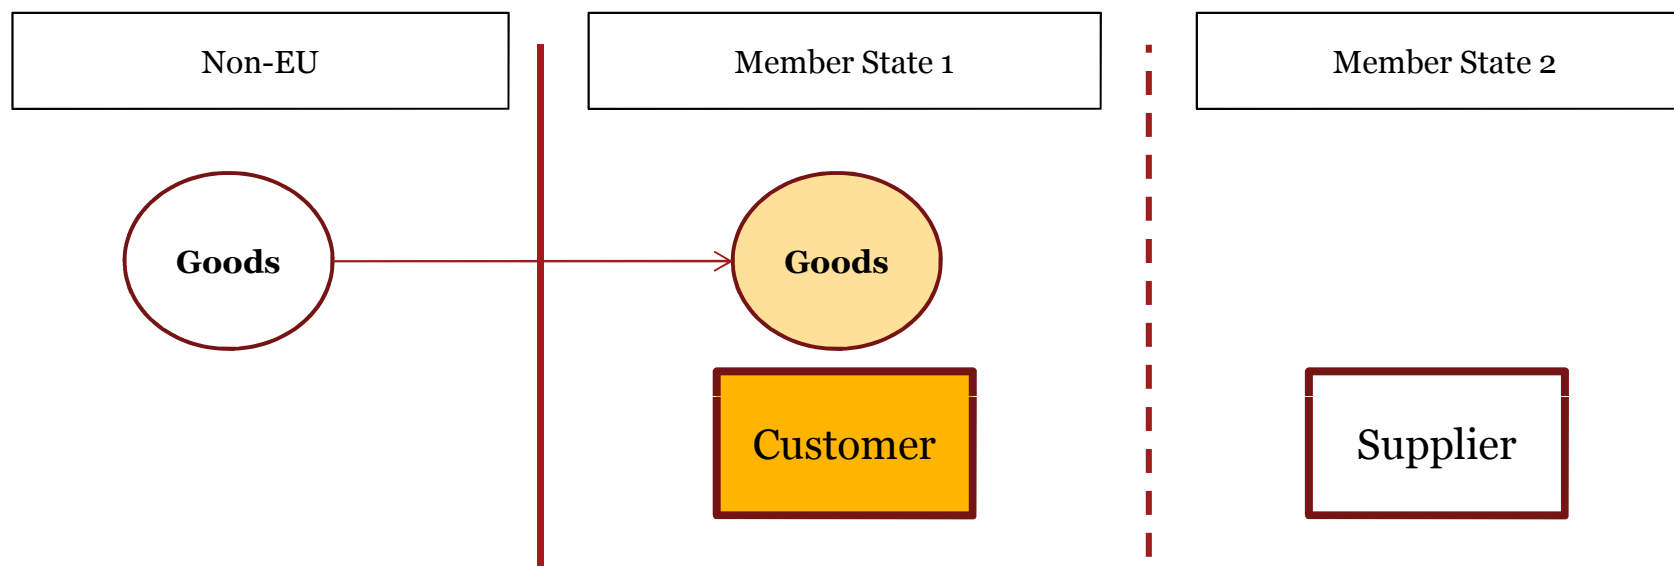 Non-EU
Member State 1
Member State 2
Goods
Goods
Customer
Supplier